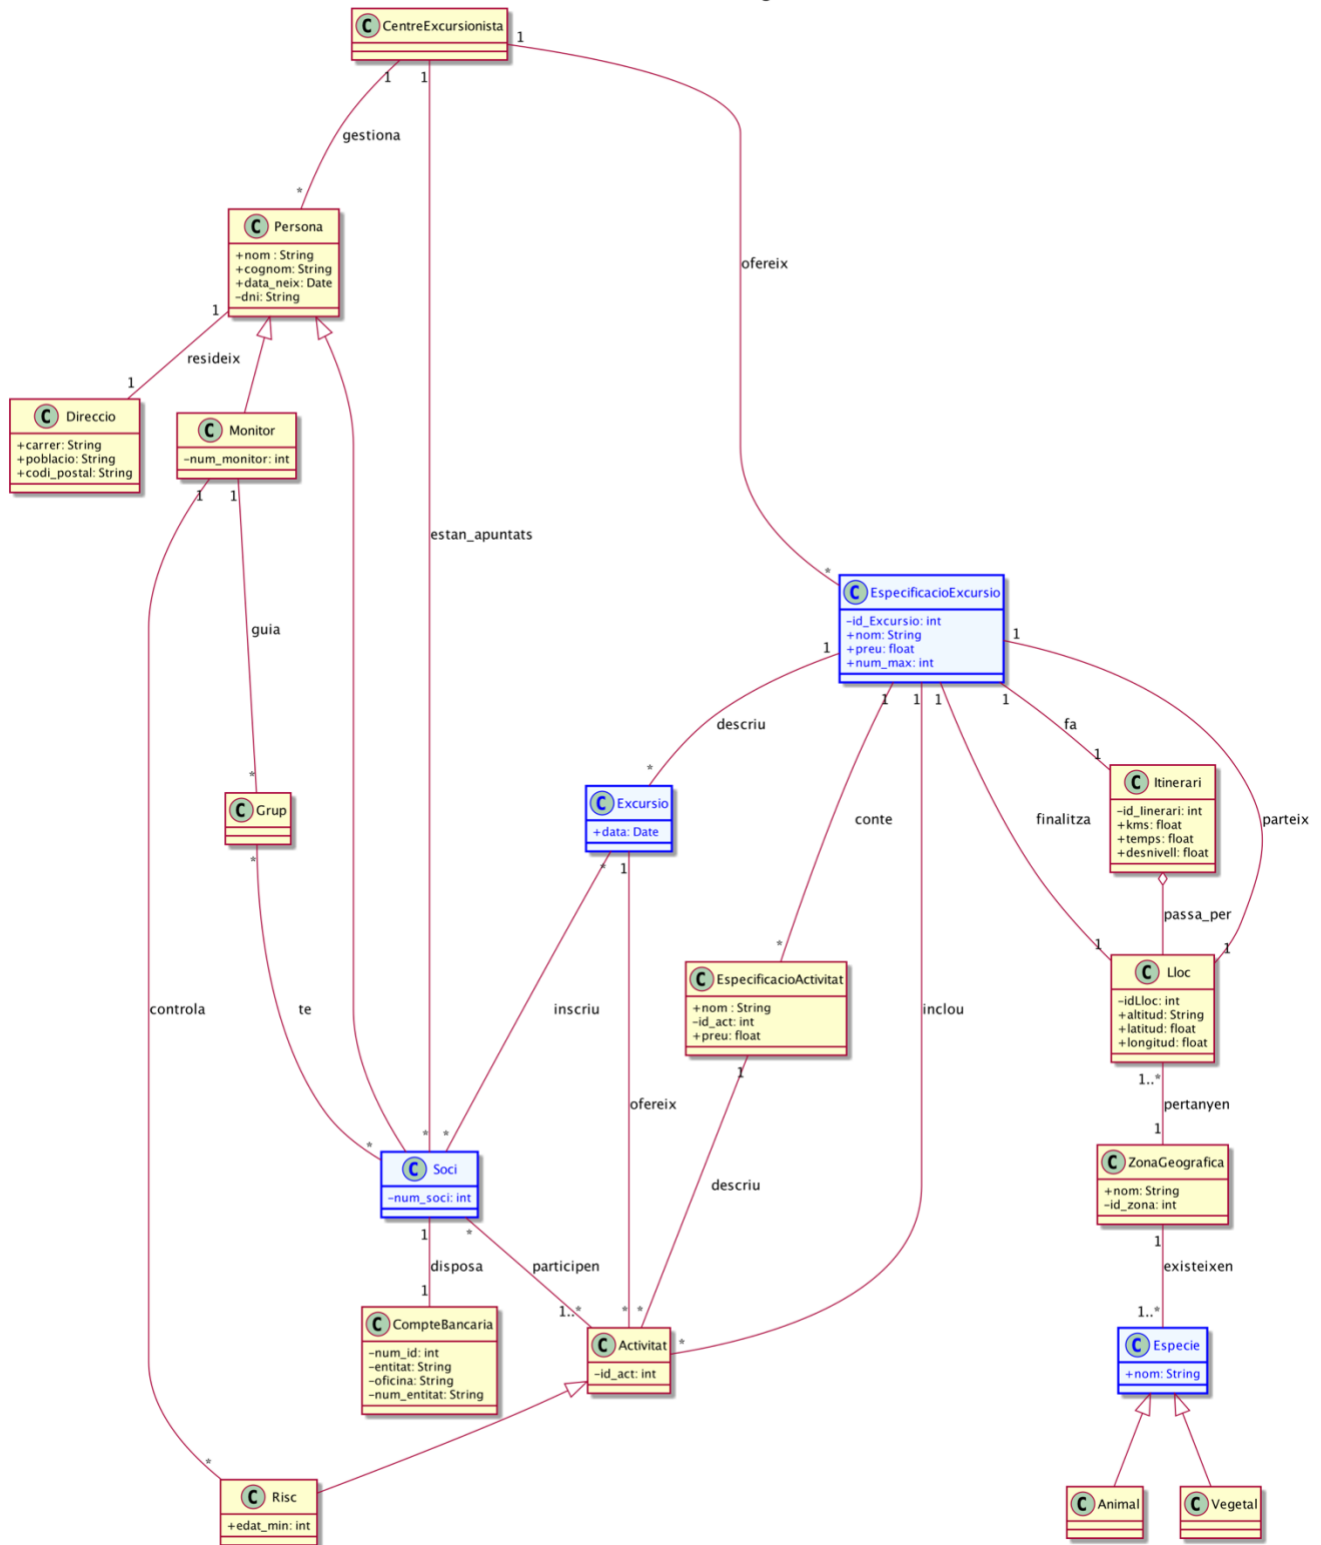 C CentreExcursionista
1
1
1
gestiona
*
C Persona
+nom : String
+cognom: String
+data_neix: Date
-dni: String
ofereix
1
resideix
1
C Direccio
+carrer: String
+poblacio: String
+codi_postal: String
C Monitor
-num_monitor: int
1
1
estan_apuntats
*
C EspecificacioExcursio
-id_Excursio: int
+nom: String
+preu: float
+num_max: int
guia
1
1
1
1
1
1
descriu
fa
1
*
*
C Grup
*
C Excursio
+data: Date
*
1
conte
finalitza
C Itinerari
-id_linerari: int
+kms: float
+temps: float
+desnivell: float
parteix
passa_per
*
1
1
C EspecificacioActivitat
+nom : String
-id_act: int
+preu: float
1
C Lloc
-idLloc: int
+altitud: String
+latitud: float
+longitud: float
controla
te
inscriu
inclou
1..*
pertanyen
1
ofereix
*
*
*
C Soci
-num_soci: int
1
*
descriu
C ZonaGeografica
+nom: String
-id_zona: int
1
existeixen
1..*
disposa
1
participen
1..*
*
*
*
C CompteBancaria
-num_id: int
-entitat: String
-oficina: String
-num_entitat: String
C Activitat
-id_act: int
C Especie
+nom: String
*
C Risc
+edat_min: int
C Animal
C Vegetal